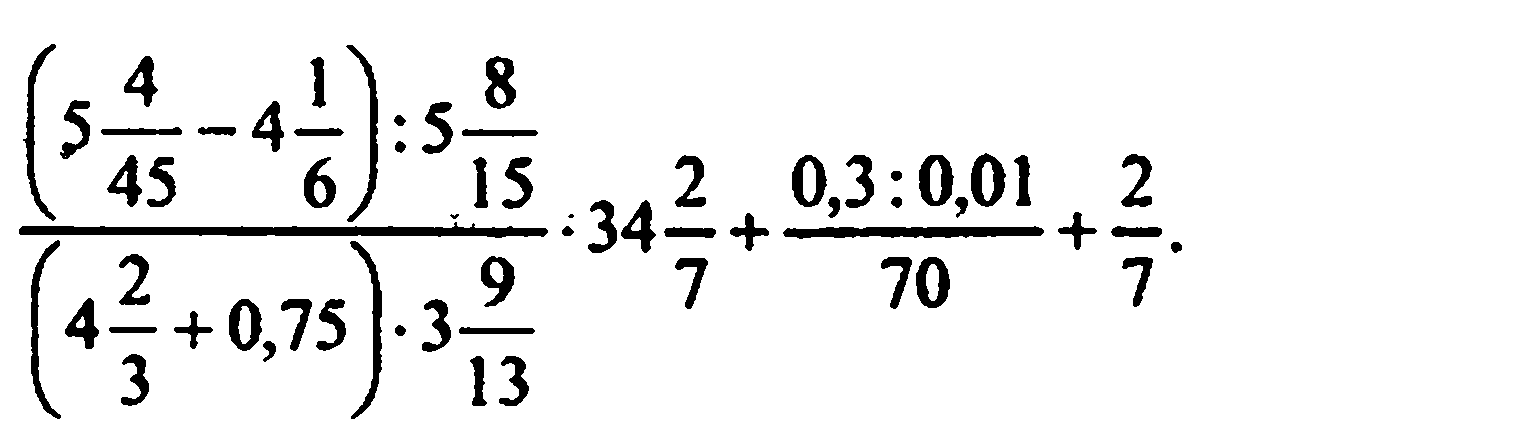 (5 4/45 − 4 1/6) : 5 8/15
(4 2/3 + 0,75) · 3 9/13
· 34 2/7 + 0,3 : 0,01 / 70 + 2/7.